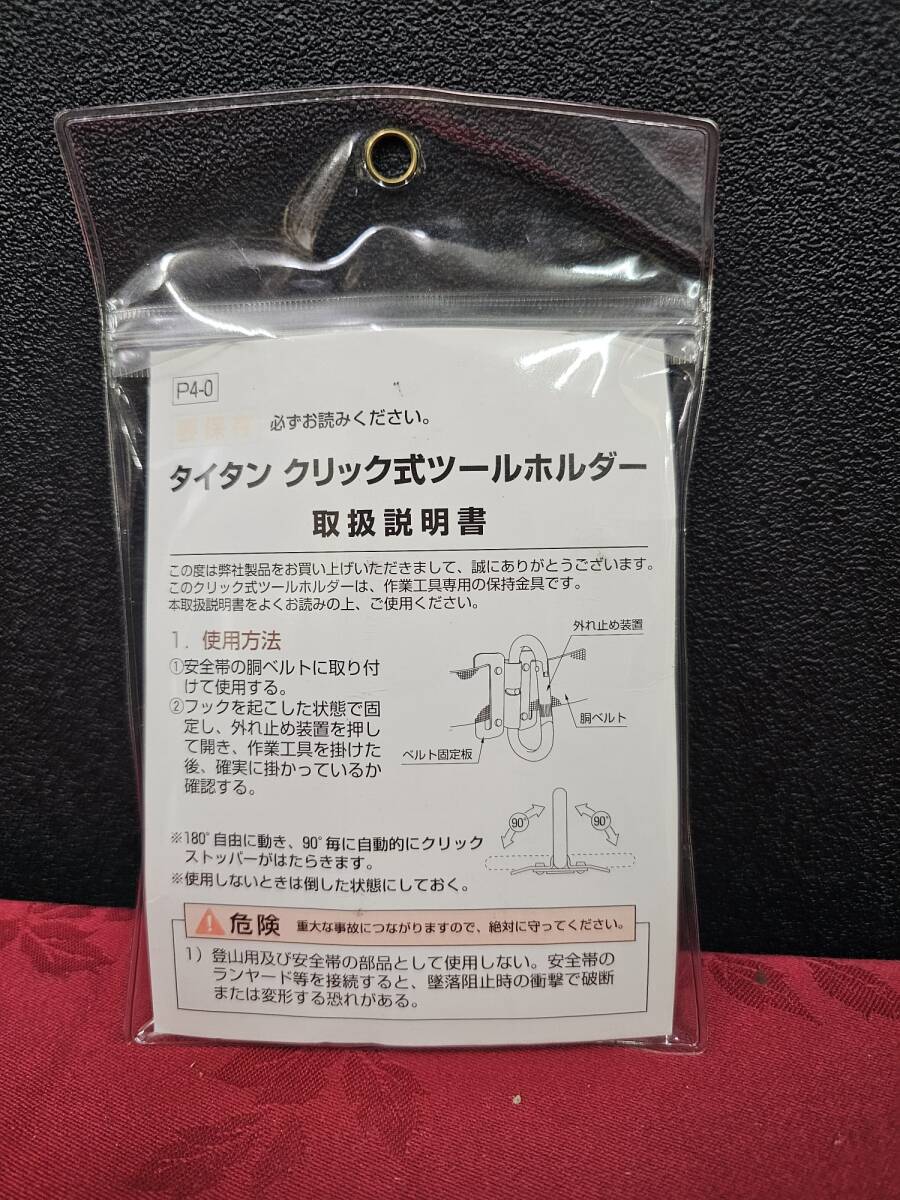 P4-0
要保存 必ずお読みください。
タイタン クリック式ツールホルダー
取扱説明書
この度は弊社製品をお買い上げいただきまして、誠にありがとうございます。
このクリック式ツールホルダーは、作業工具専用の保持金具です。
本取扱説明書をよくお読みの上、ご使用ください。
1. 使用方法
①安全帯の胴ベルトに取り付
けて使用する。
②フックを起こした状態で固
定し、外れ止め装置を押し
て開き、作業工具を掛けた
後、確実に掛かっているか
確認する。
外れ止め装置
胴ベルト
ベルト固定板
90°
90°
※180°自由に動き、90°毎に自動的にクリック
ストッパーがはたらきます。
※使用しないときは倒した状態にしておく。
危険 重大な事故につながりますので、絶対に守ってください。
1) 登山用及び安全帯の部品として使用しない。安全帯の
ランヤード等を接続すると、墜落阻止時の衝撃で破断
または変形する恐れがある。